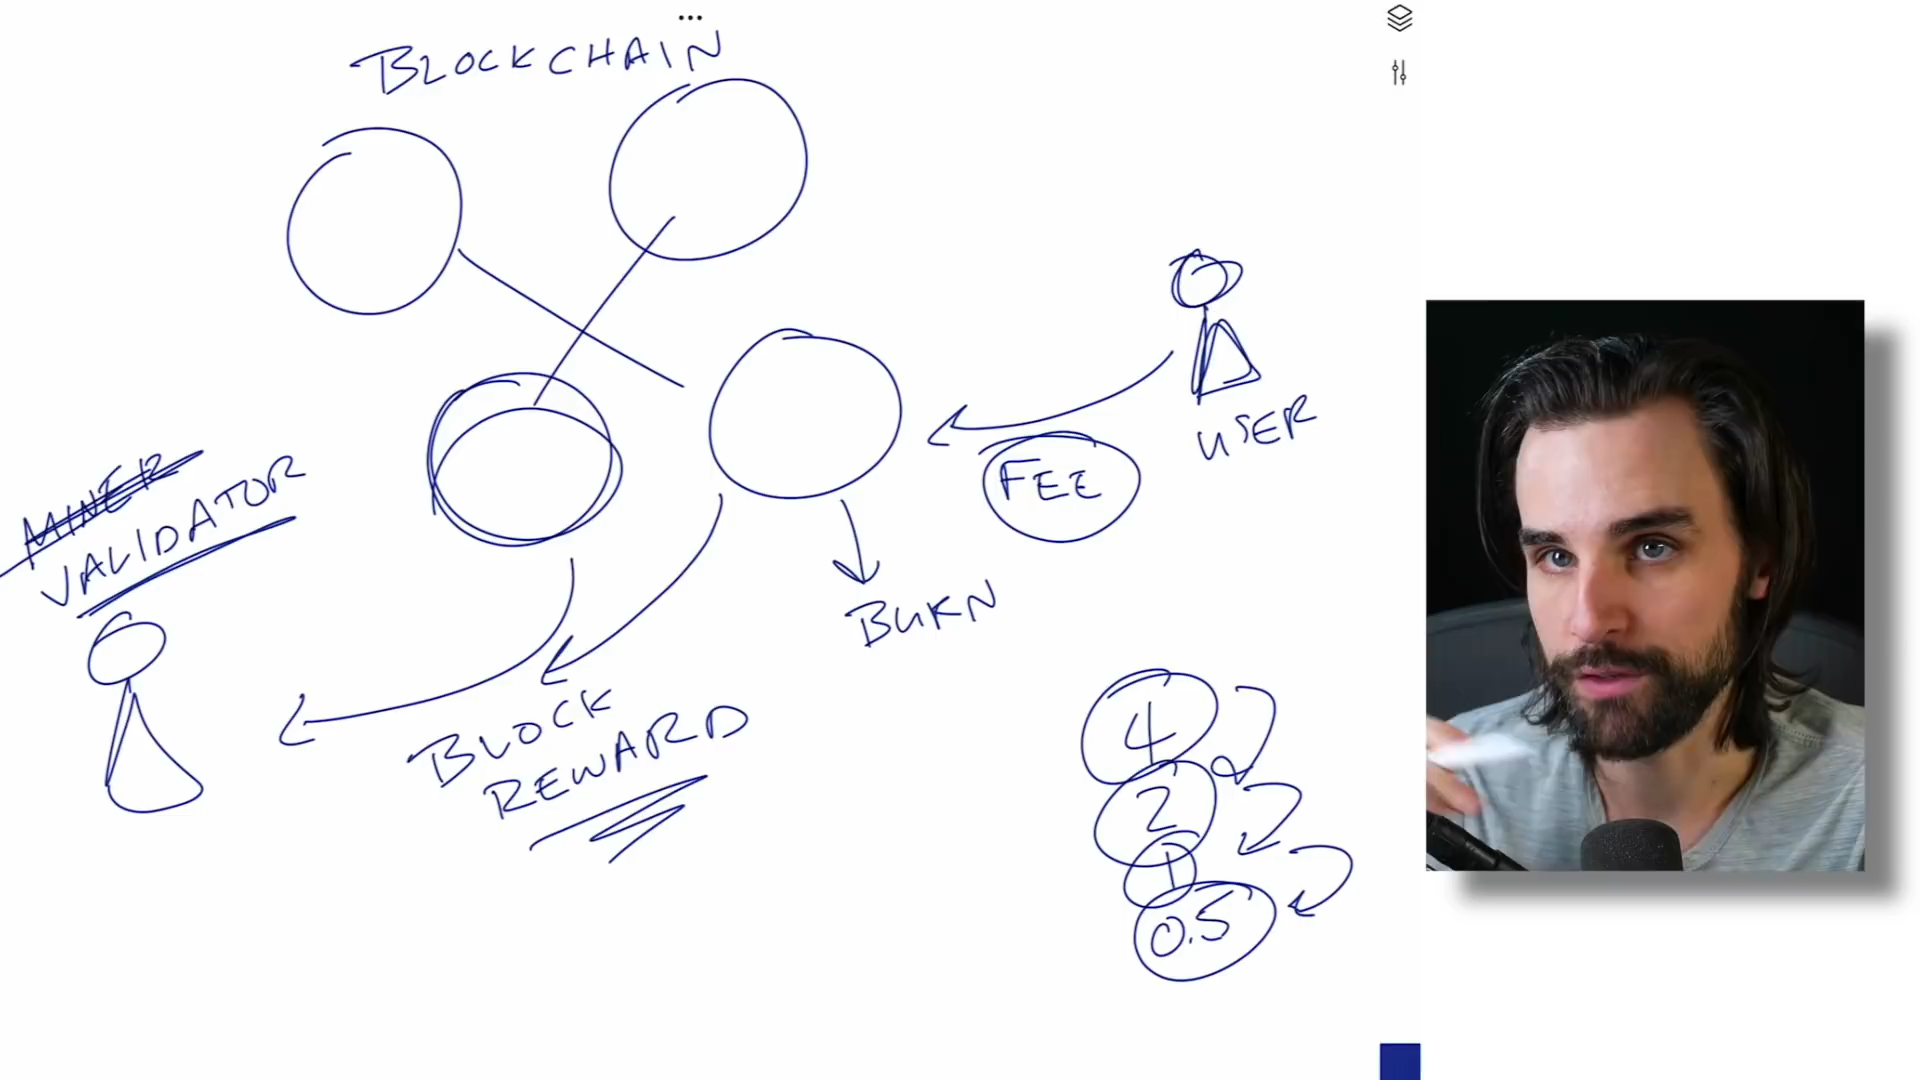 BLOCKCHAIN
USER
FEE
MINER
VALIDATOR
BURN
BLOCK
REWARD
4
2
1
0.5